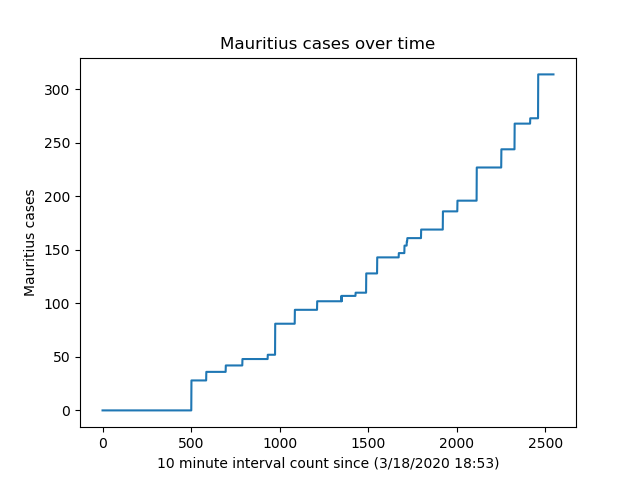 Mauritius cases over time
300
250
200
150
100
50
0
Mauritius cases
0 500 1000 1500 2000 2500
10 minute interval count since (3/18/2020 18:53)